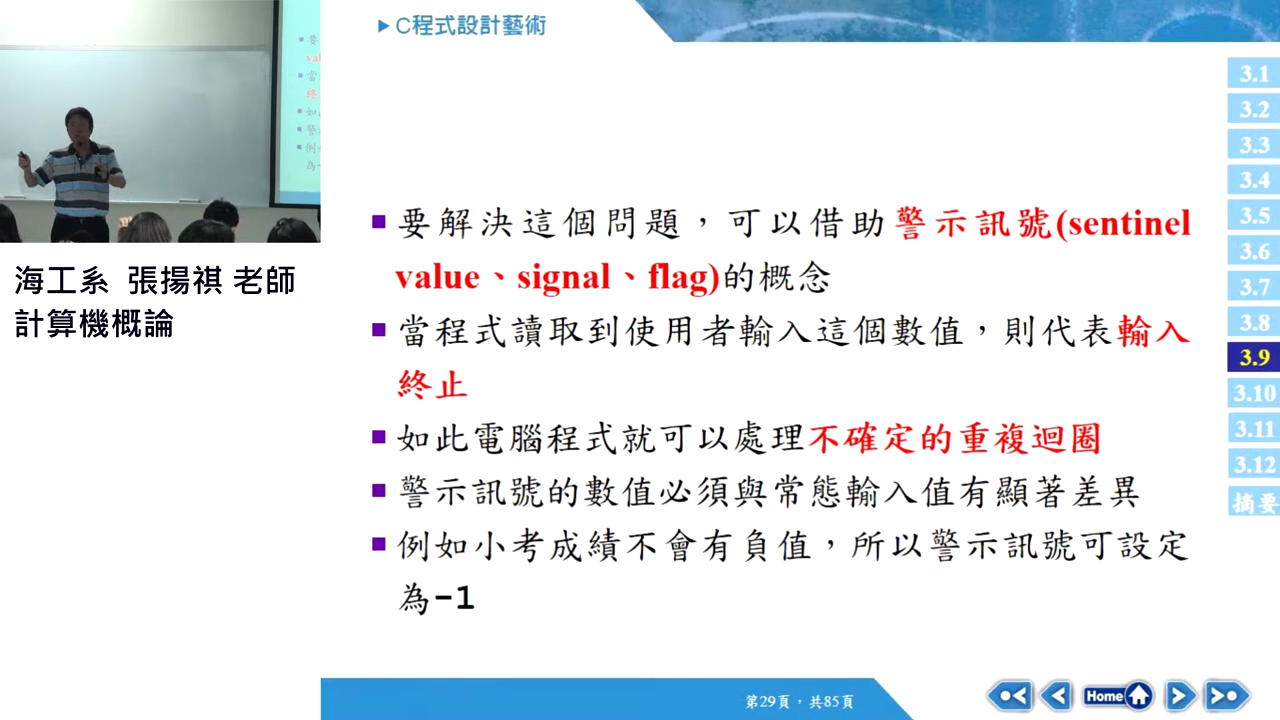 C程式設計藝術
海工系 張揚祺 老師
計算機概論
要解決這個問題,可以借助警示訊號(sentinel
value、signal、flag)的概念
當程式讀取到使用者輸入這個數值,則代表輸入
終止
如此電腦程式就可以處理不確定的重複迴圈
警示訊號的數值必須與常態輸入值有顯著差異
例如小考成績不會有負值,所以警示訊號可設定
為-1
3.1
3.2
3.3
3.4
3.5
3.6
3.7
3.8
3.9
3.10
3.11
3.12
摘要
第29頁,共85頁
Home